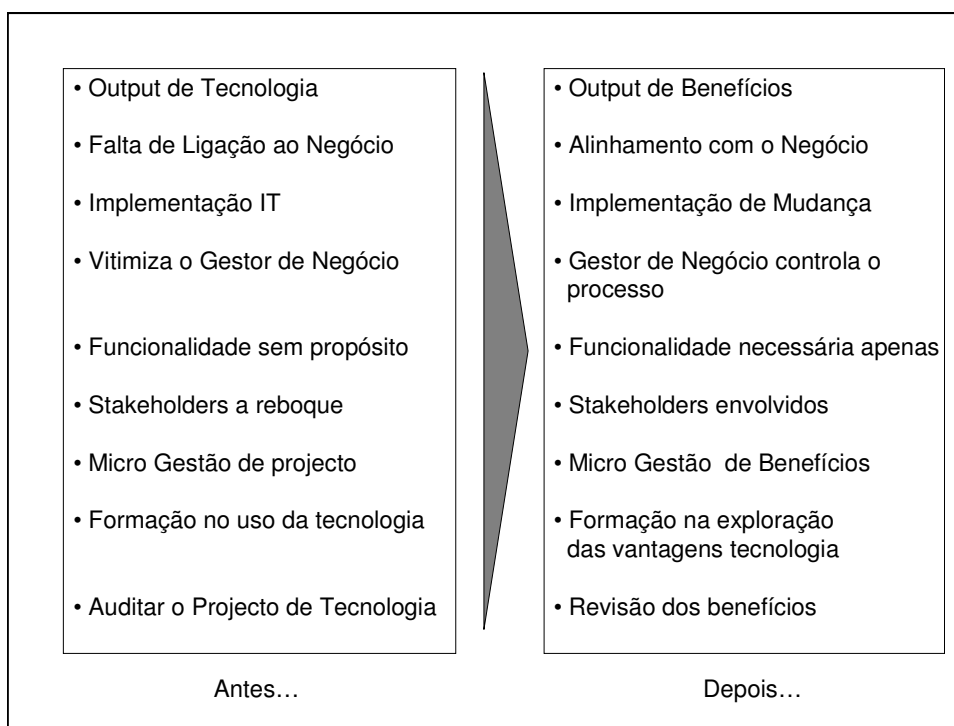 • Output de Tecnologia
• Falta de Ligação ao Negócio
• Implementação IT
• Vitimiza o Gestor de Negócio
• Funcionalidade sem propósito
• Stakeholders a reboque
• Micro Gestão de projecto
• Formação no uso da tecnologia
• Auditar o Projecto de Tecnologia
Antes…
• Output de Benefícios
• Alinhamento com o Negócio
• Implementação de Mudança
• Gestor de Negócio controla o
processo
• Funcionalidade necessária apenas
• Stakeholders envolvidos
• Micro Gestão de Benefícios
• Formação na exploração
das vantagens tecnologia
• Revisão dos benefícios
Depois…